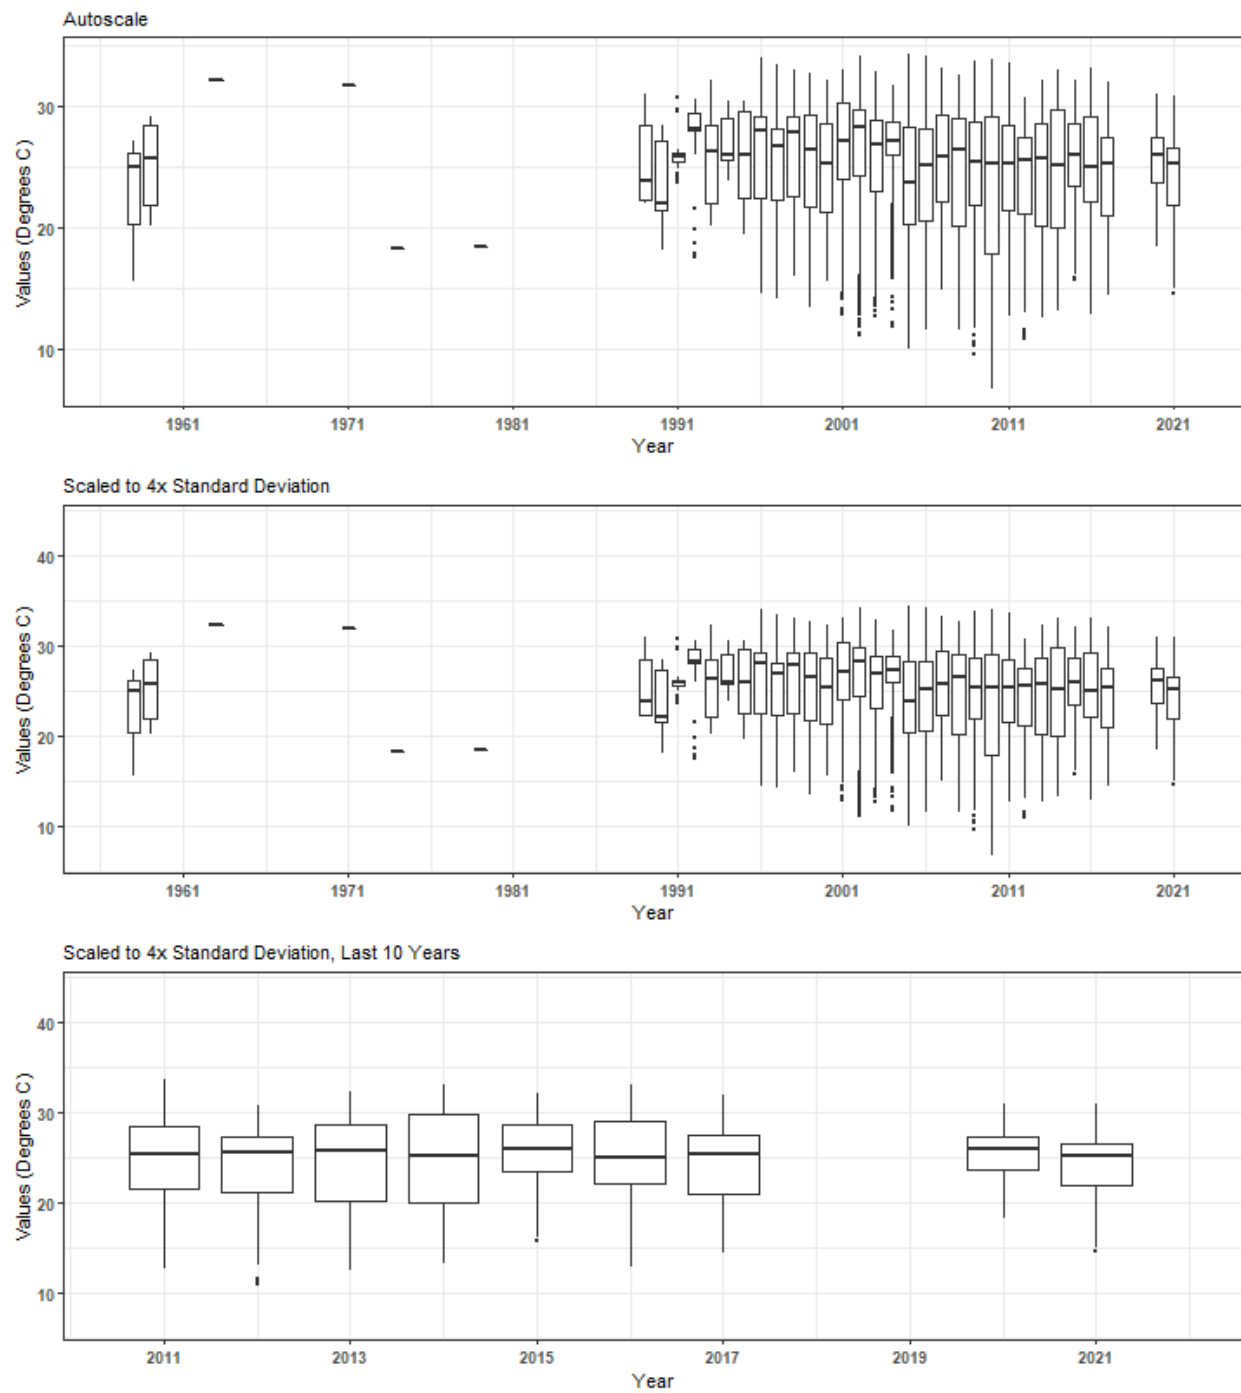 Autoscale
Values (Degrees C)
30
20
10
1961 1971 1981 1991 2001 2011 2021
Year
Scaled to 4x Standard Deviation
Values (Degrees C)
40
30
20
10
1961 1971 1981 1991 2001 2011 2021
Year
Scaled to 4x Standard Deviation, Last 10 Years
Values (Degrees C)
40
30
20
10
2011 2013 2015 2017 2019 2021
Year